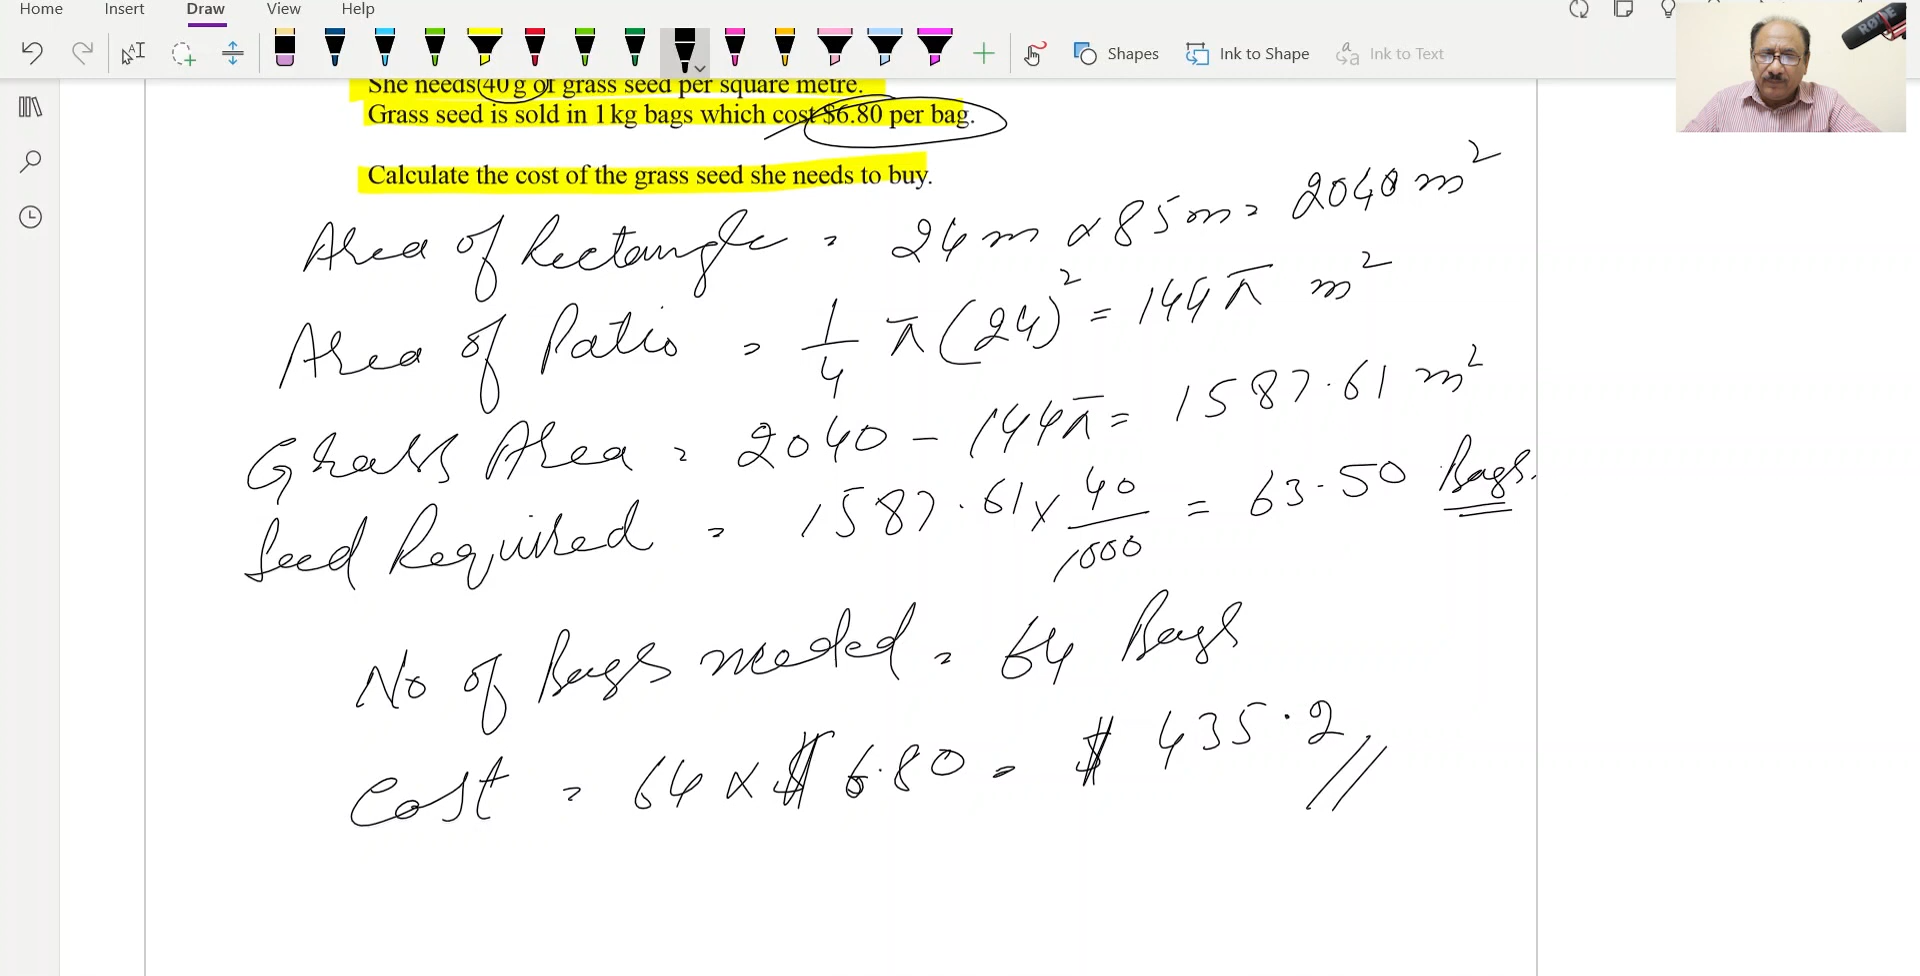 Home Insert Draw View Help
Shapes Ink to Shape Ink to Text
RØDE
She needs 40 g of grass seed per square metre.
Grass seed is sold in 1 kg bags which cost $6.80 per bag.
Calculate the cost of the grass seed she needs to buy.
Area of Rectangle = 24 m x 85 m = 2040 m²
Area of Patio = 1/4 π (24)² = 144 π m²
Grass Area = 2040 - 144π = 1587.61 m²
Seed Required = 1587.61 x 40/1000 = 63.50 Bags.
No of Bags needed = 64 Bags
Cost = 64 x $ 6.80 = $ 435.2